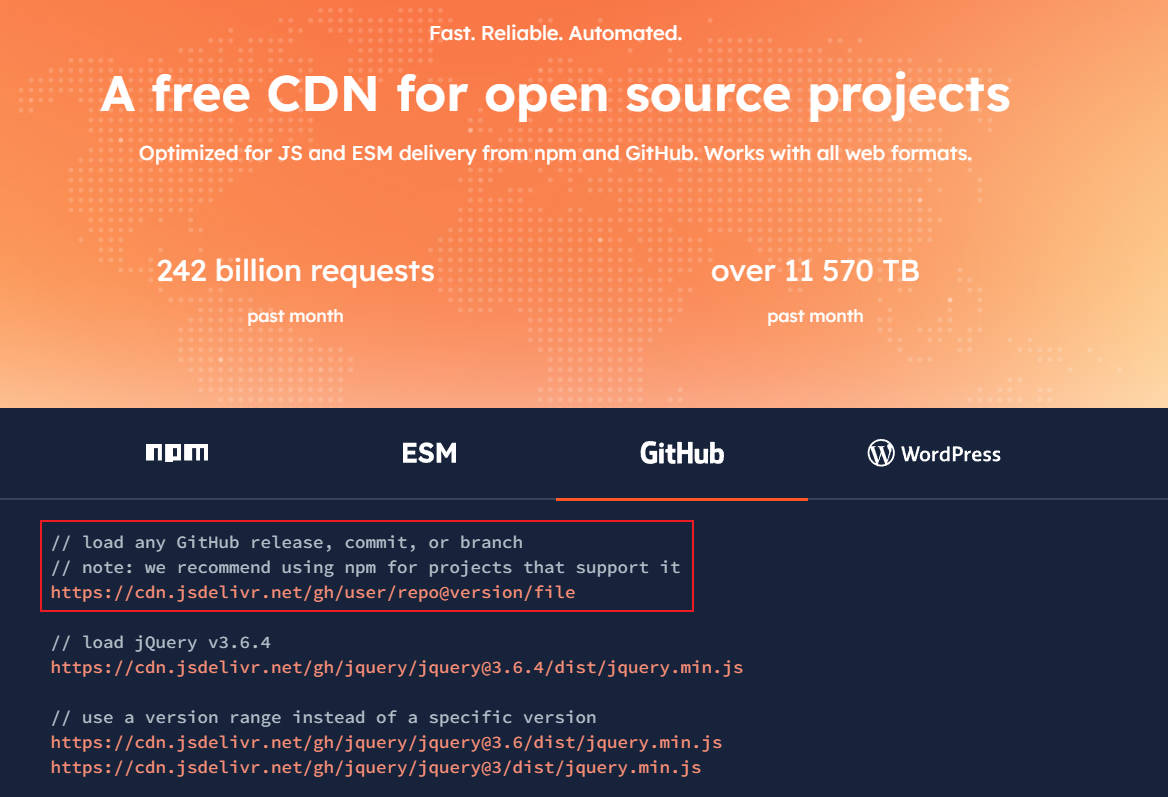 Fast. Reliable. Automated.
A free CDN for open source projects
Optimized for JS and ESM delivery from npm and GitHub. Works with all web formats.
242 billion requests
past month
over 11 570 TB
past month
npm
ESM
GitHub
WordPress
// load any GitHub release, commit, or branch
// note: we recommend using npm for projects that support it
https://cdn.jsdelivr.net/gh/user/repo@version/file
// load jQuery v3.6.4
https://cdn.jsdelivr.net/gh/jquery/jquery@3.6.4/dist/jquery.min.js
// use a version range instead of a specific version
https://cdn.jsdelivr.net/gh/jquery/jquery@3.6/dist/jquery.min.js
https://cdn.jsdelivr.net/gh/jquery/jquery@3/dist/jquery.min.js